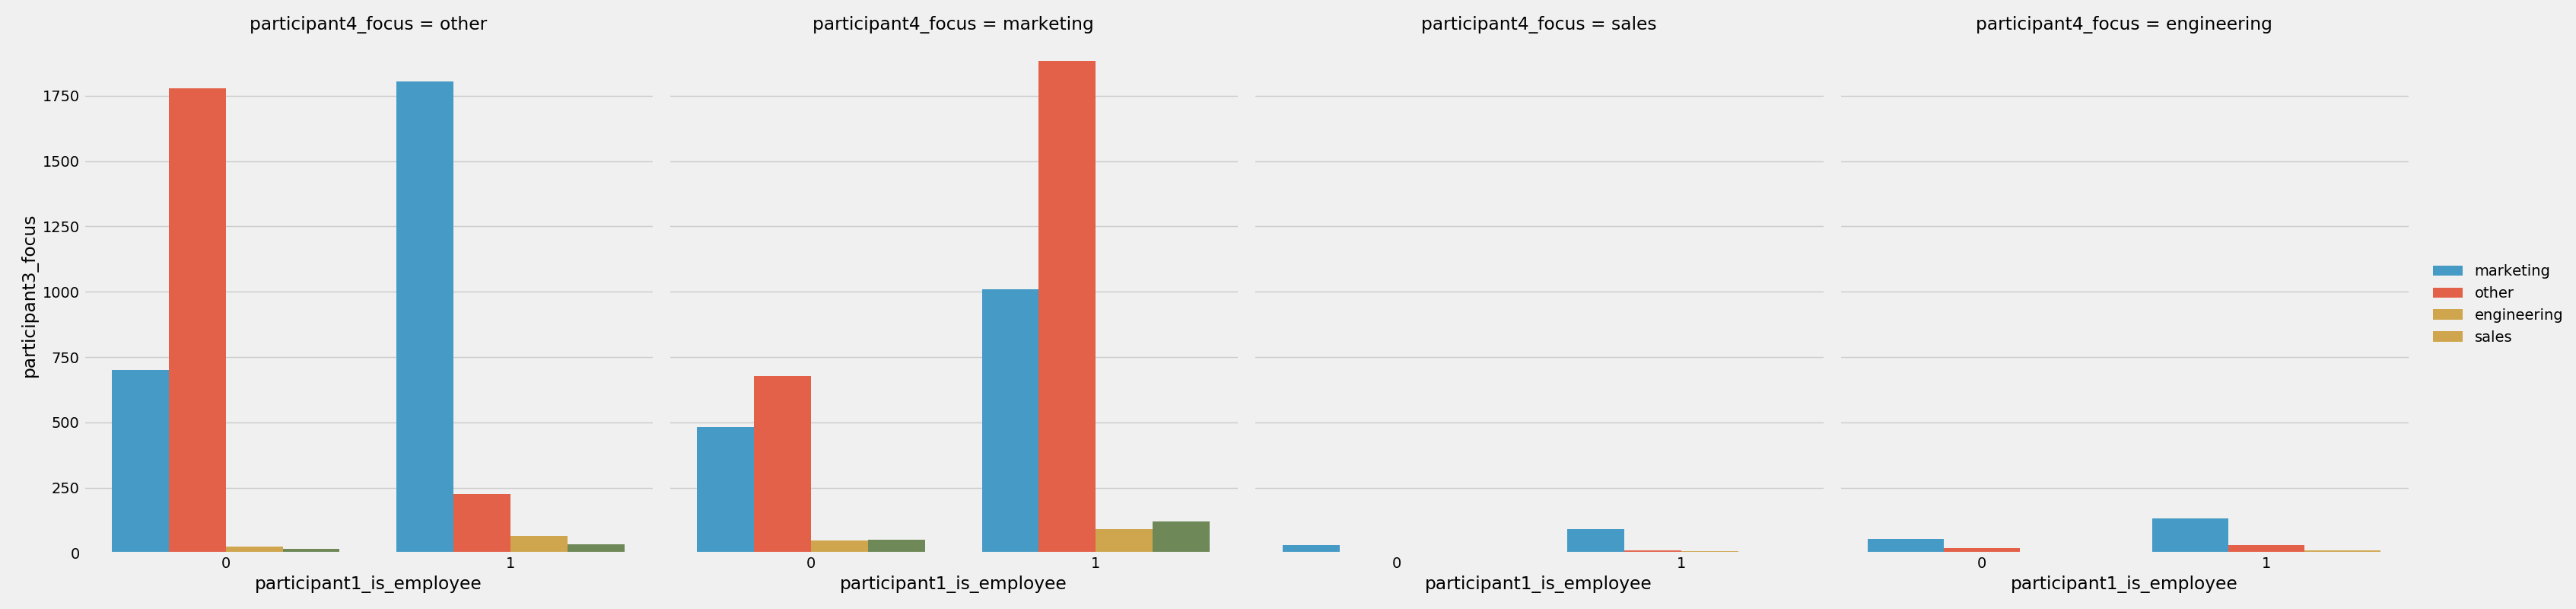 participant4_focus = other
participant4_focus = marketing
participant4_focus = sales
participant4_focus = engineering
participant3_focus
1750
1500
1250
1000
750
500
250
0
0 1
0 1
0 1
0 1
participant1_is_employee
participant1_is_employee
participant1_is_employee
participant1_is_employee
marketing
other
engineering
sales